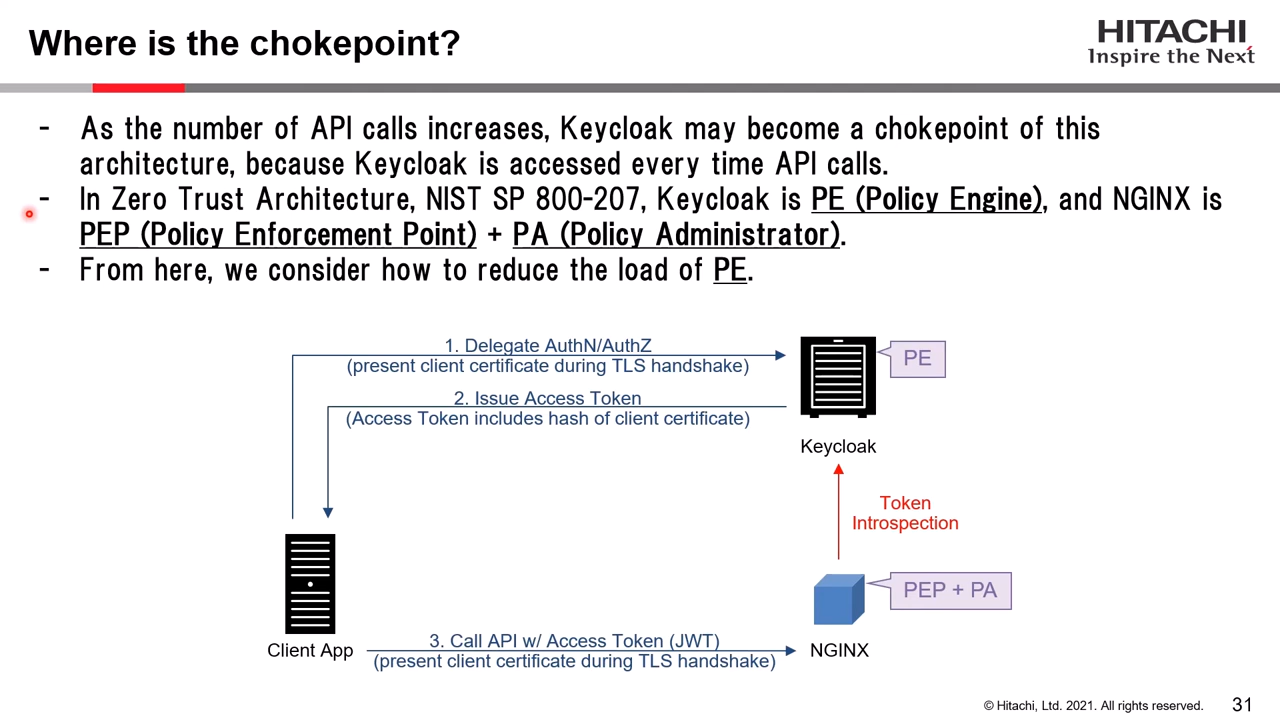 Where is the chokepoint?
HITACHI
Inspire the Next
- As the number of API calls increases, Keycloak may become a chokepoint of this
architecture, because Keycloak is accessed every time API calls.
- In Zero Trust Architecture, NIST SP 800-207, Keycloak is PE (Policy Engine), and NGINX is
PEP (Policy Enforcement Point) + PA (Policy Administrator).
- From here, we consider how to reduce the load of PE.
1. Delegate AuthN/AuthZ
(present client certificate during TLS handshake)
PE
2. Issue Access Token
(Access Token includes hash of client certificate)
Keycloak
Token
Introspection
PEP + PA
Client App
3. Call API w/ Access Token (JWT)
(present client certificate during TLS handshake)
NGINX
© Hitachi, Ltd. 2021. All rights reserved.
31